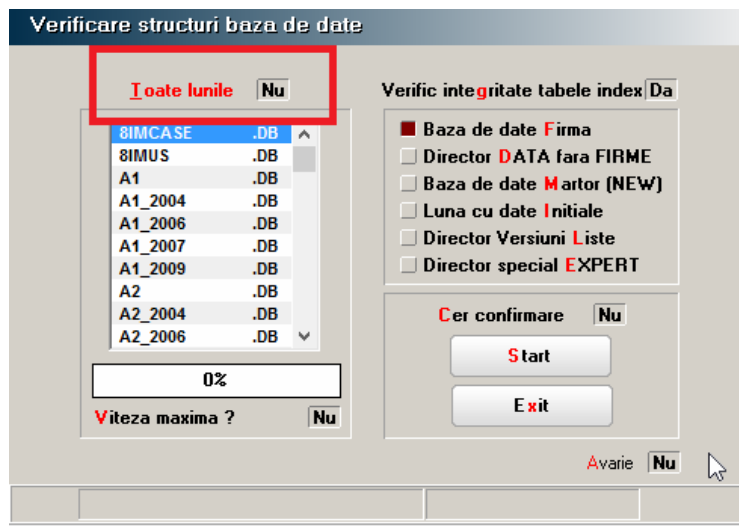 Verificare structuri baza de date
Toate lunile Nu
8IMCASE .DB
8IMUS .DB
A1 .DB
A1_2004 .DB
A1_2006 .DB
A1_2007 .DB
A1_2009 .DB
A2 .DB
A2_2004 .DB
A2_2006 .DB
0%
Viteza maxima ? Nu
Verific integritate tabele index Da
Baza de date Firma
Director DATA fara FIRME
Baza de date Martor (NEW)
Luna cu date Initiale
Director Versiuni Liste
Director special EXPERT
Cer confirmare Nu
Start
Exit
Avarie Nu